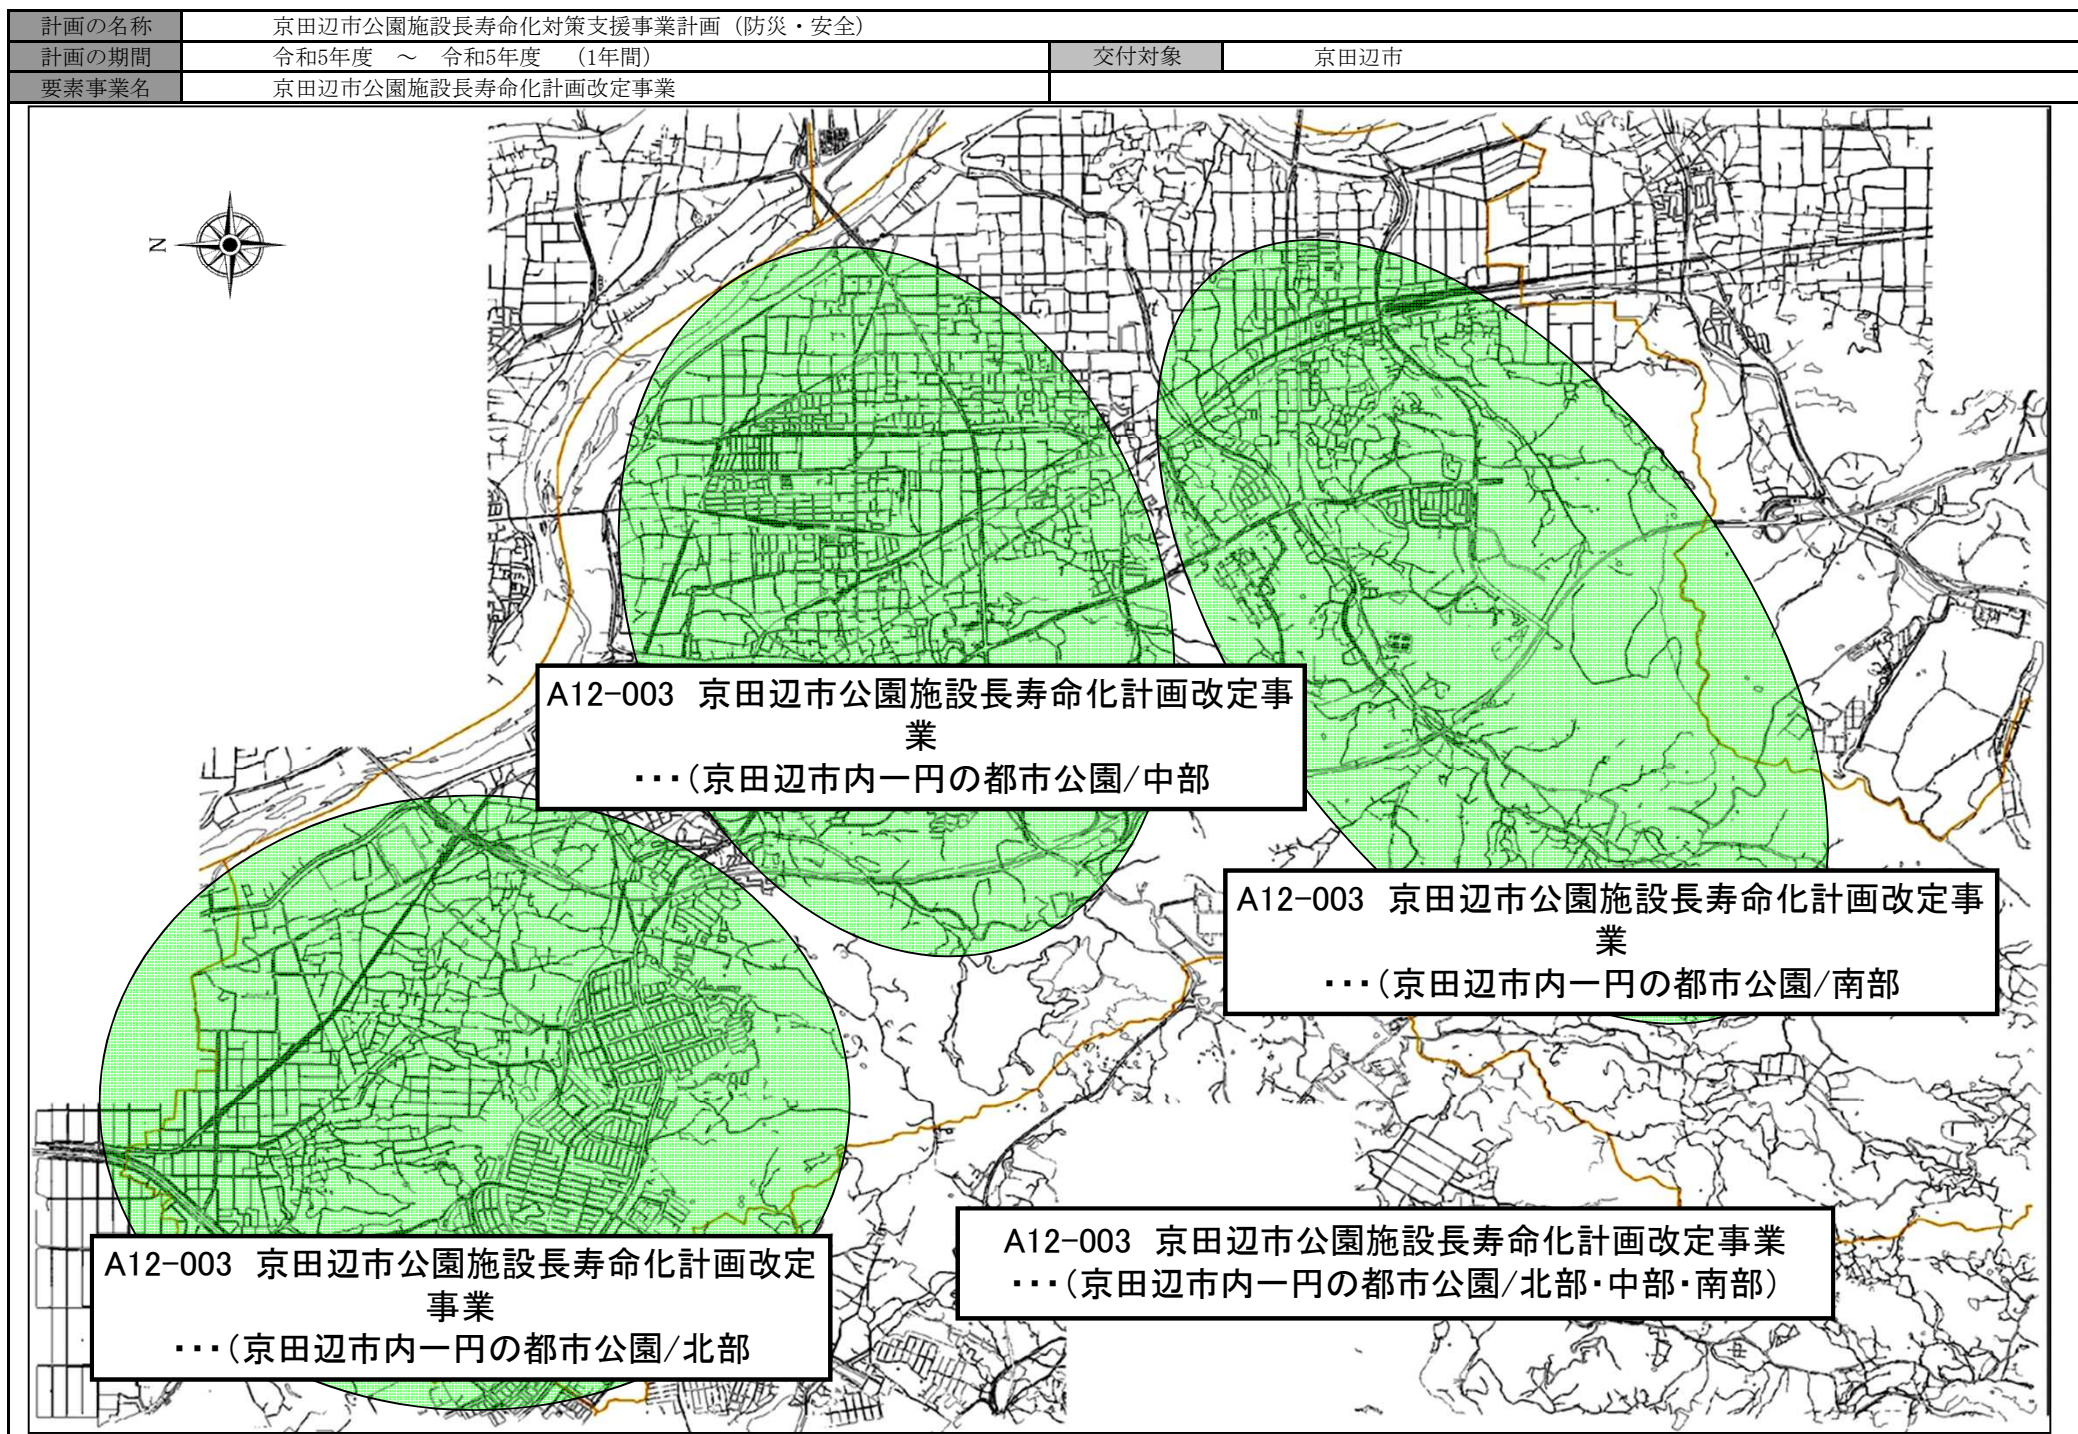 計画の名称 京田辺市公園施設長寿命化対策支援事業計画（防災・安全）
計画の期間 令和5年度 ～ 令和5年度 （1年間） 交付対象 京田辺市
要素事業名 京田辺市公園施設長寿命化計画改定事業
N
A12-003 京田辺市公園施設長寿命化計画改定事
業
・・・(京田辺市内一円の都市公園/中部
A12-003 京田辺市公園施設長寿命化計画改定事
業
・・・(京田辺市内一円の都市公園/南部
A12-003 京田辺市公園施設長寿命化計画改定事業
・・・(京田辺市内一円の都市公園/北部・中部・南部)
A12-003 京田辺市公園施設長寿命化計画改定
事業
・・・(京田辺市内一円の都市公園/北部